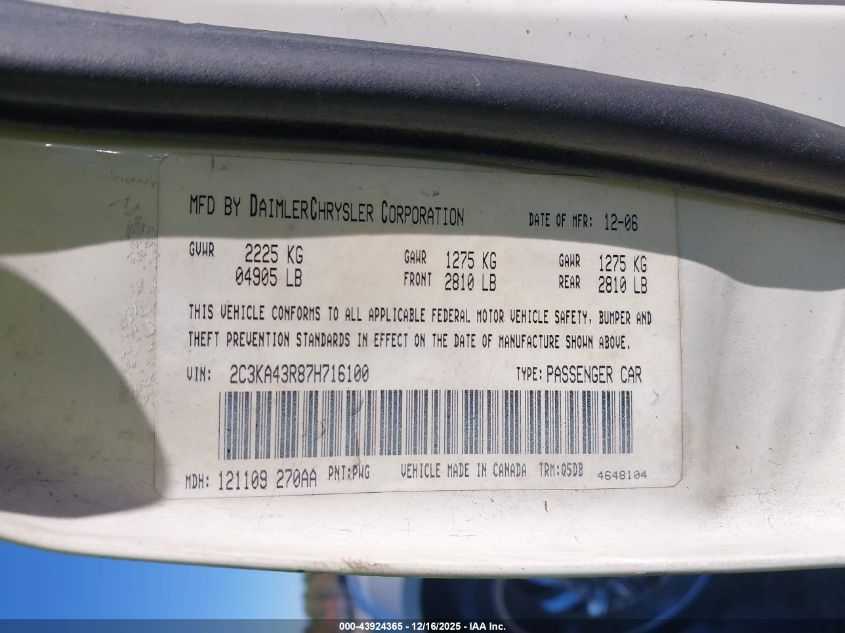 MFD BY DAIMLERCHRYSLER CORPORATION DATE OF MFR: 12-06
GVWR 2225 KG GAWR 1275 KG GAWR 1275 KG
04905 LB FRONT 2810 LB REAR 2810 LB
THIS VEHICLE CONFORMS TO ALL APPLICABLE FEDERAL MOTOR VEHICLE SAFETY, BUMPER AND
THEFT PREVENTION STANDARDS IN EFFECT ON THE DATE OF MANUFACTURE SHOWN ABOVE.
VIN: 2C3KA43R87H716100 TYPE: PASSENGER CAR
MDH: 121109 270AA PNT:PWG VEHICLE MADE IN CANADA TRM:Q5DB 4648104
000-43924365 - 12/16/2025 - IAA Inc.